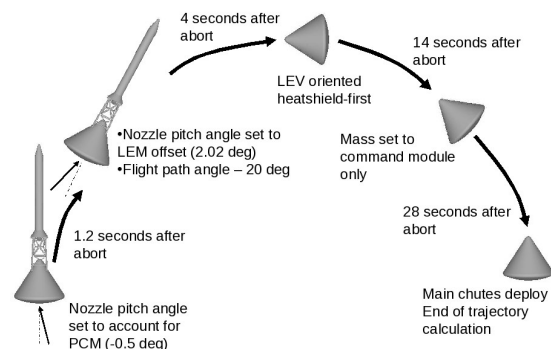 4 seconds after
abort
14 seconds after
abort
LEV oriented
heatshield-first
•Nozzle pitch angle set to
LEM offset (2.02 deg)
•Flight path angle – 20 deg
Mass set to
command module
only
1.2 seconds after
abort
28 seconds after
abort
Nozzle pitch angle
set to account for
PCM (-0.5 deg)
Main chutes deploy
End of trajectory
calculation